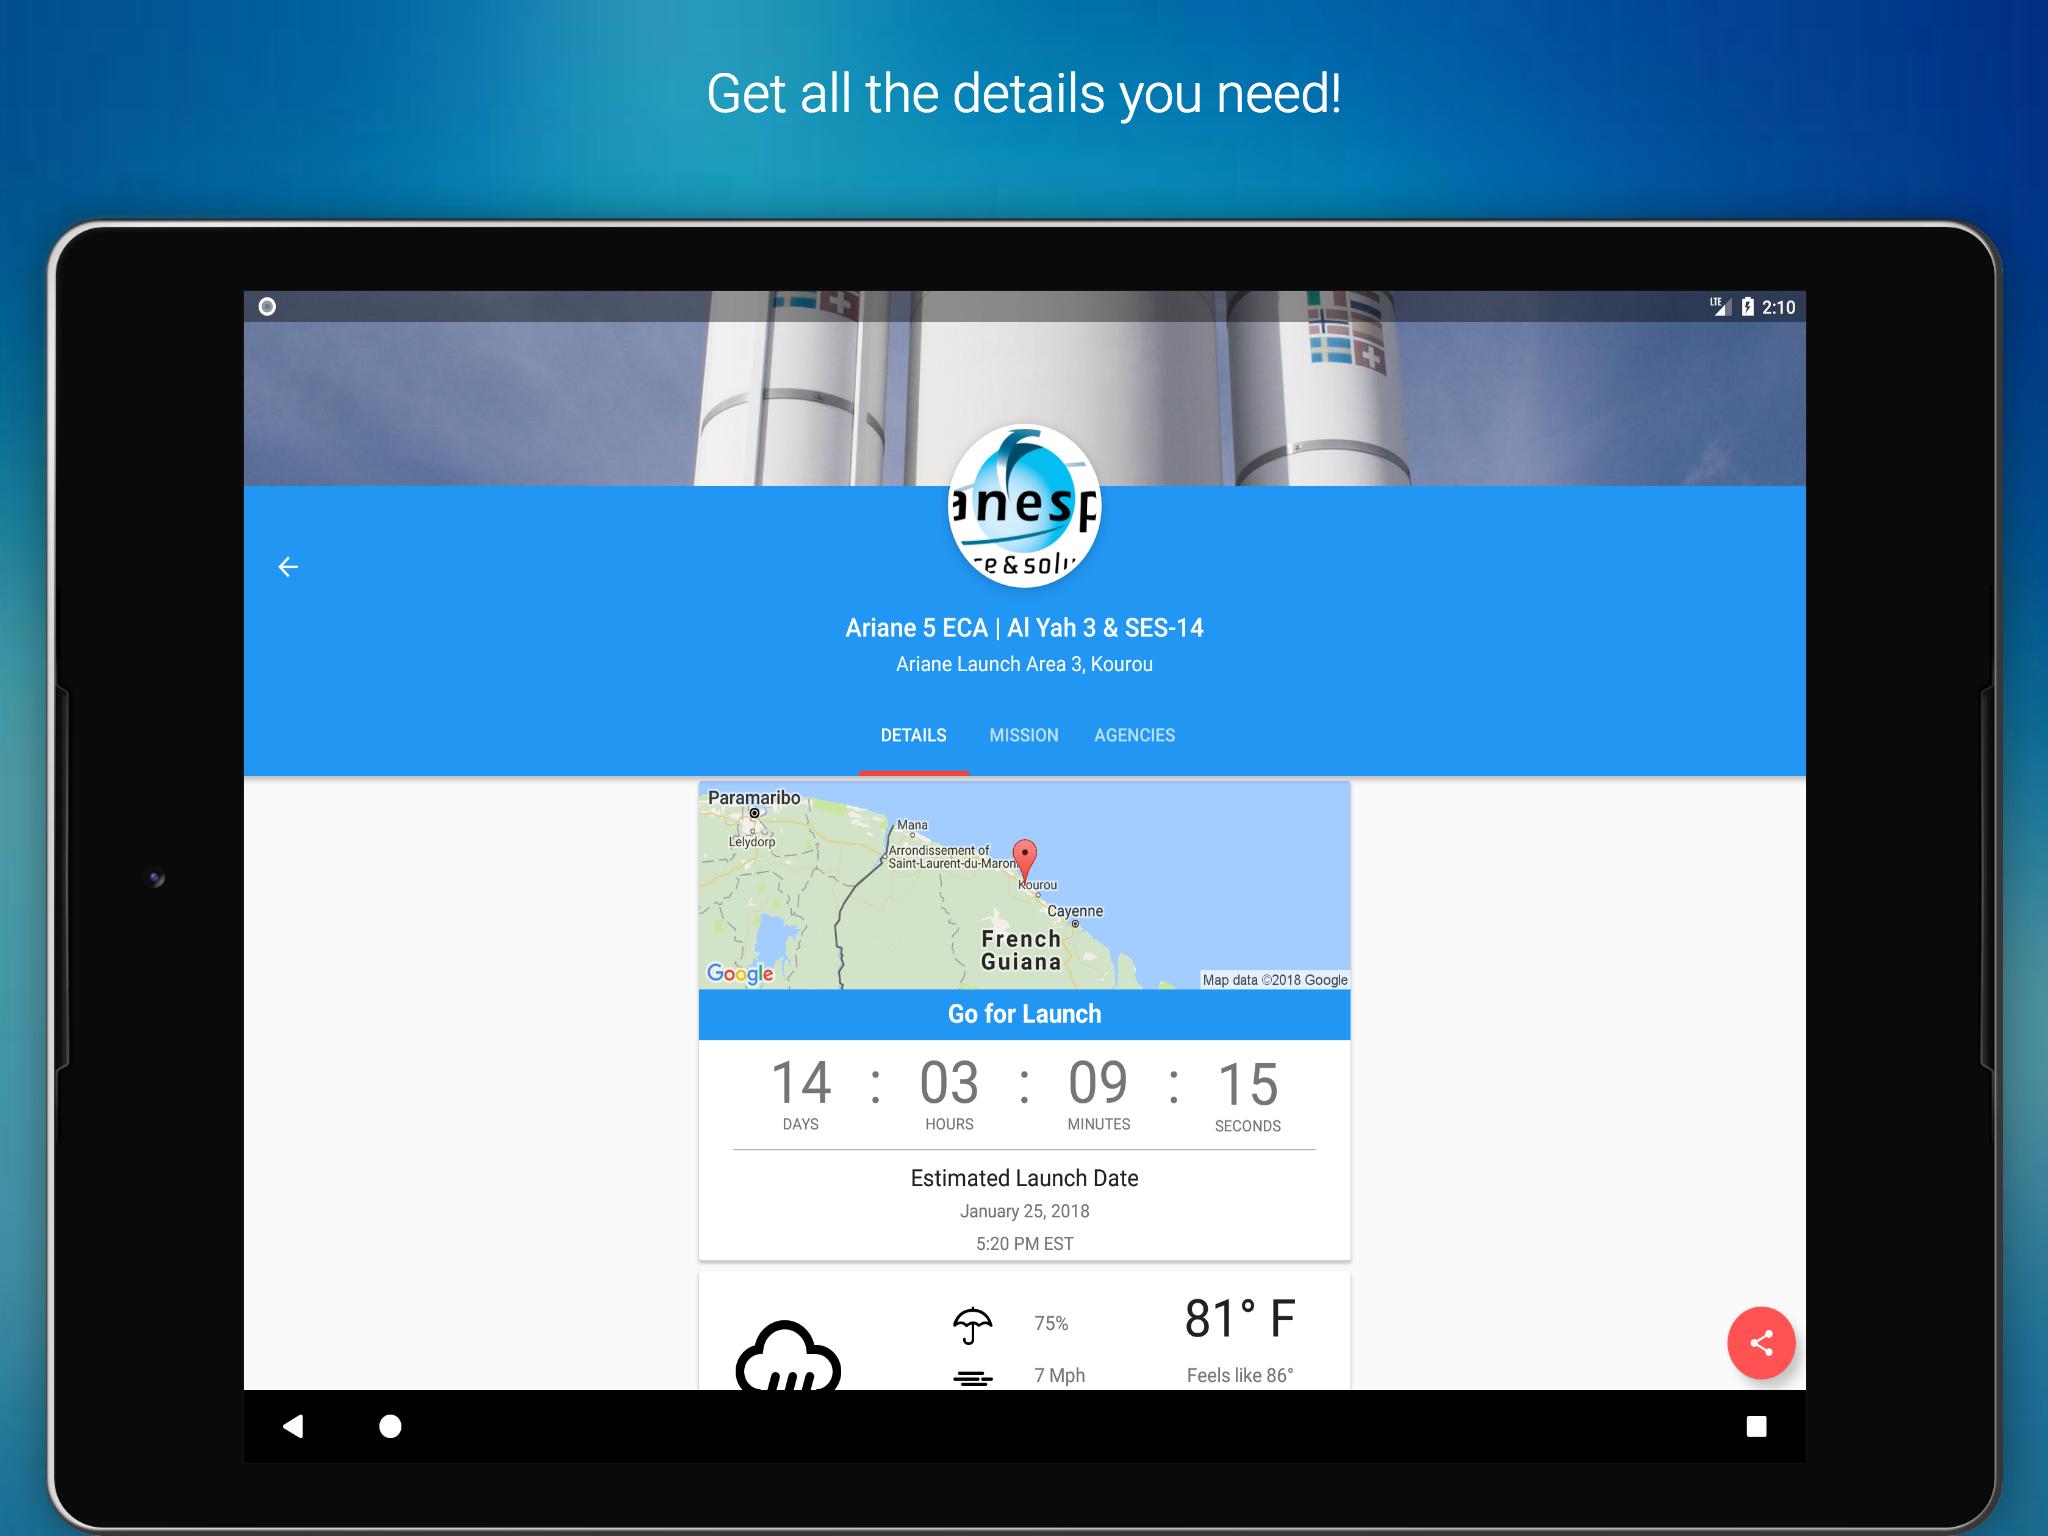 Get all the details you need!
LTE
2:10
anesp
ce & solu
Ariane 5 ECA | Al Yah 3 & SES-14
Ariane Launch Area 3, Kourou
DETAILS MISSION AGENCIES
Paramaribo
Lelydorp
Mana
Arrondissement of
Saint-Laurent-du-Maroni
Kourou
Cayenne
French
Guiana
Google
Map data ©2018 Google
Go for Launch
14 : 03 : 09 : 15
DAYS HOURS MINUTES SECONDS
Estimated Launch Date
January 25, 2018
5:20 PM EST
75%
81° F
7 Mph
Feels like 86°